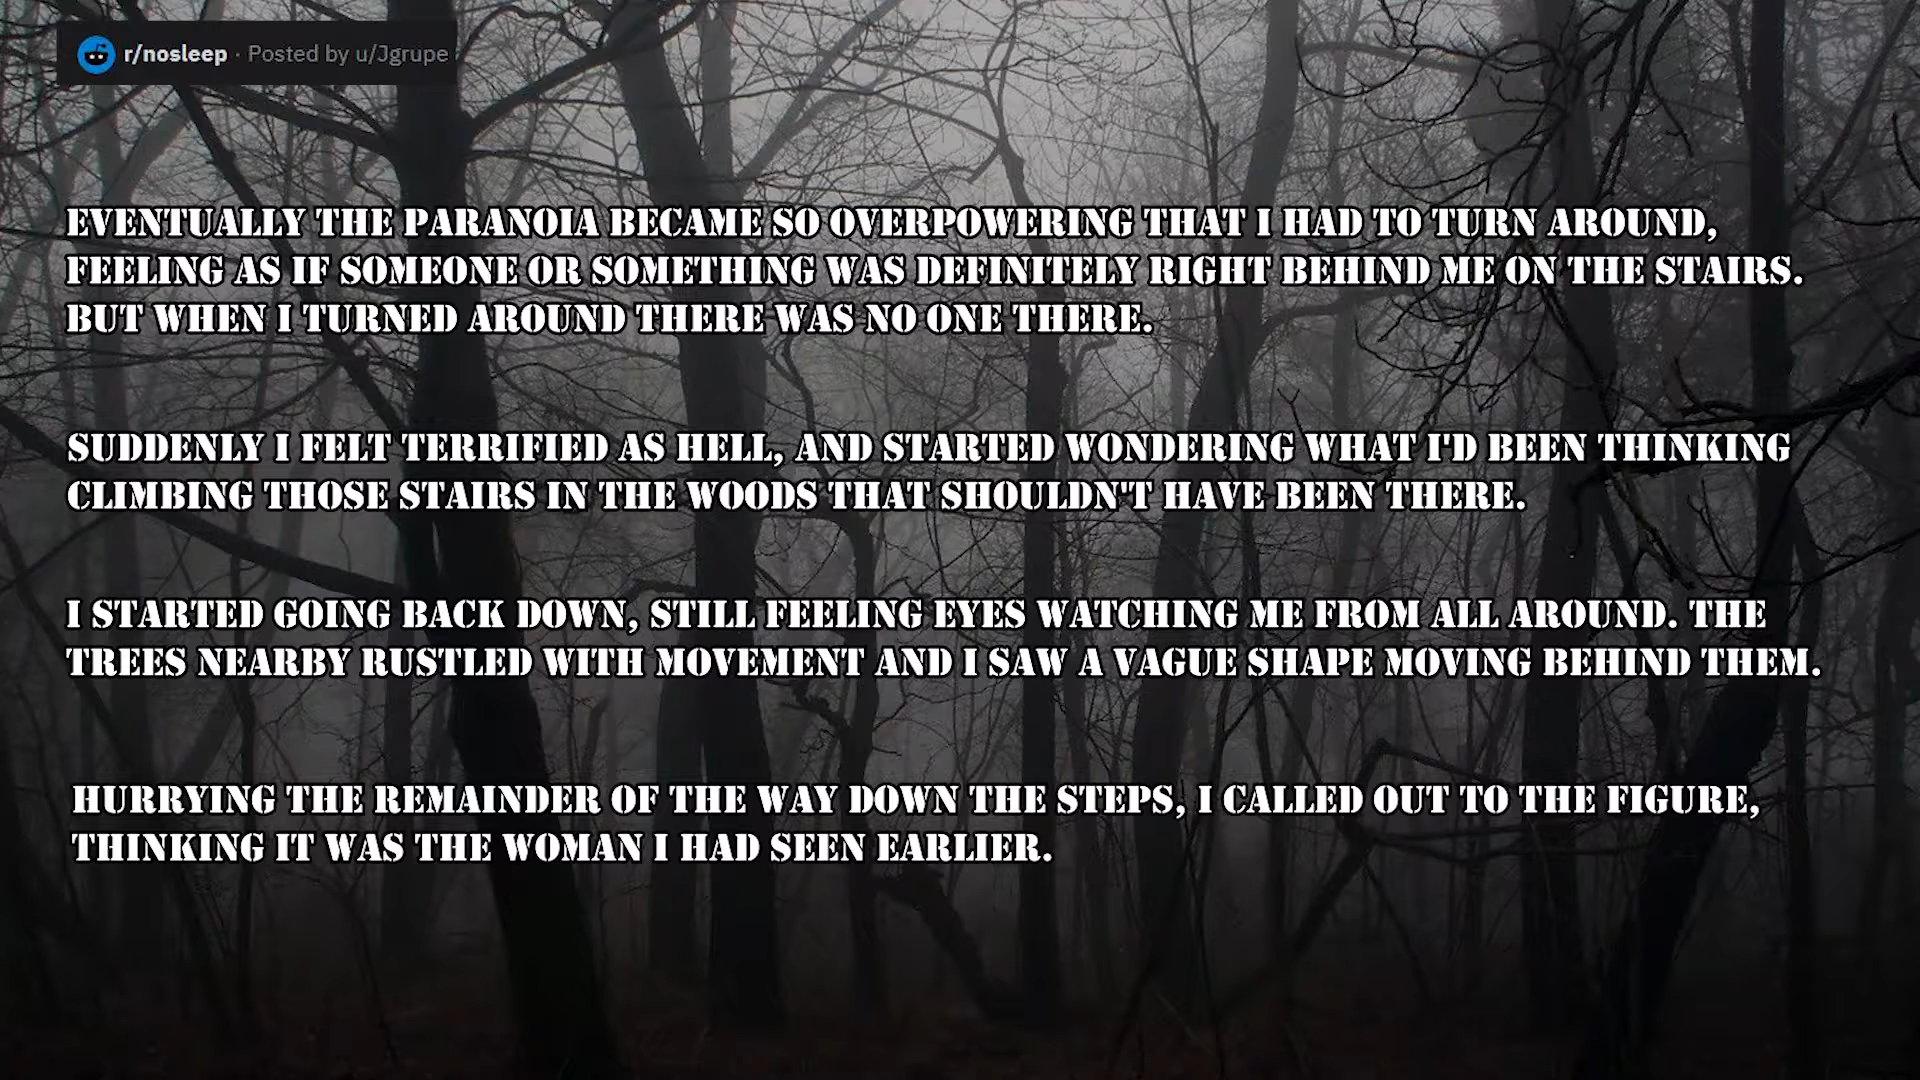 r/nosleep · Posted by u/Jgrupe
EVENTUALLY THE PARANOIA BECAME SO OVERPOWERING THAT I HAD TO TURN AROUND,
FEELING AS IF SOMEONE OR SOMETHING WAS DEFINITELY RIGHT BEHIND ME ON THE STAIRS.
BUT WHEN I TURNED AROUND THERE WAS NO ONE THERE.
SUDDENLY I FELT TERRIFIED AS HELL, AND STARTED WONDERING WHAT I'D BEEN THINKING
CLIMBING THOSE STAIRS IN THE WOODS THAT SHOULDN'T HAVE BEEN THERE.
I STARTED GOING BACK DOWN, STILL FEELING EYES WATCHING ME FROM ALL AROUND. THE
TREES NEARBY RUSTLED WITH MOVEMENT AND I SAW A VAGUE SHAPE MOVING BEHIND THEM.
HURRYING THE REMAINDER OF THE WAY DOWN THE STEPS, I CALLED OUT TO THE FIGURE,
THINKING IT WAS THE WOMAN I HAD SEEN EARLIER.